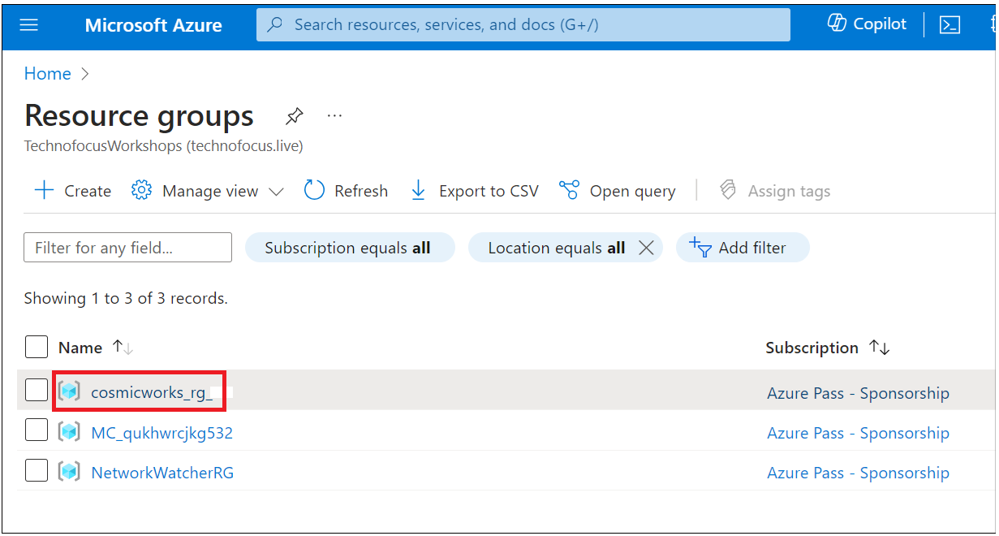 Microsoft Azure Search resources, services, and docs (G+/) Copilot
Home
Resource groups ...
TechnofocusWorkshops (technofocus.live)
Create Manage view Refresh Export to CSV Open query Assign tags
Filter for any field... Subscription equals all Location equals all Add filter
Showing 1 to 3 of 3 records.
Name Subscription
cosmicworks_rg_ Azure Pass - Sponsorship
MC_qukhwrcjkg532 Azure Pass - Sponsorship
NetworkWatcherRG Azure Pass - Sponsorship